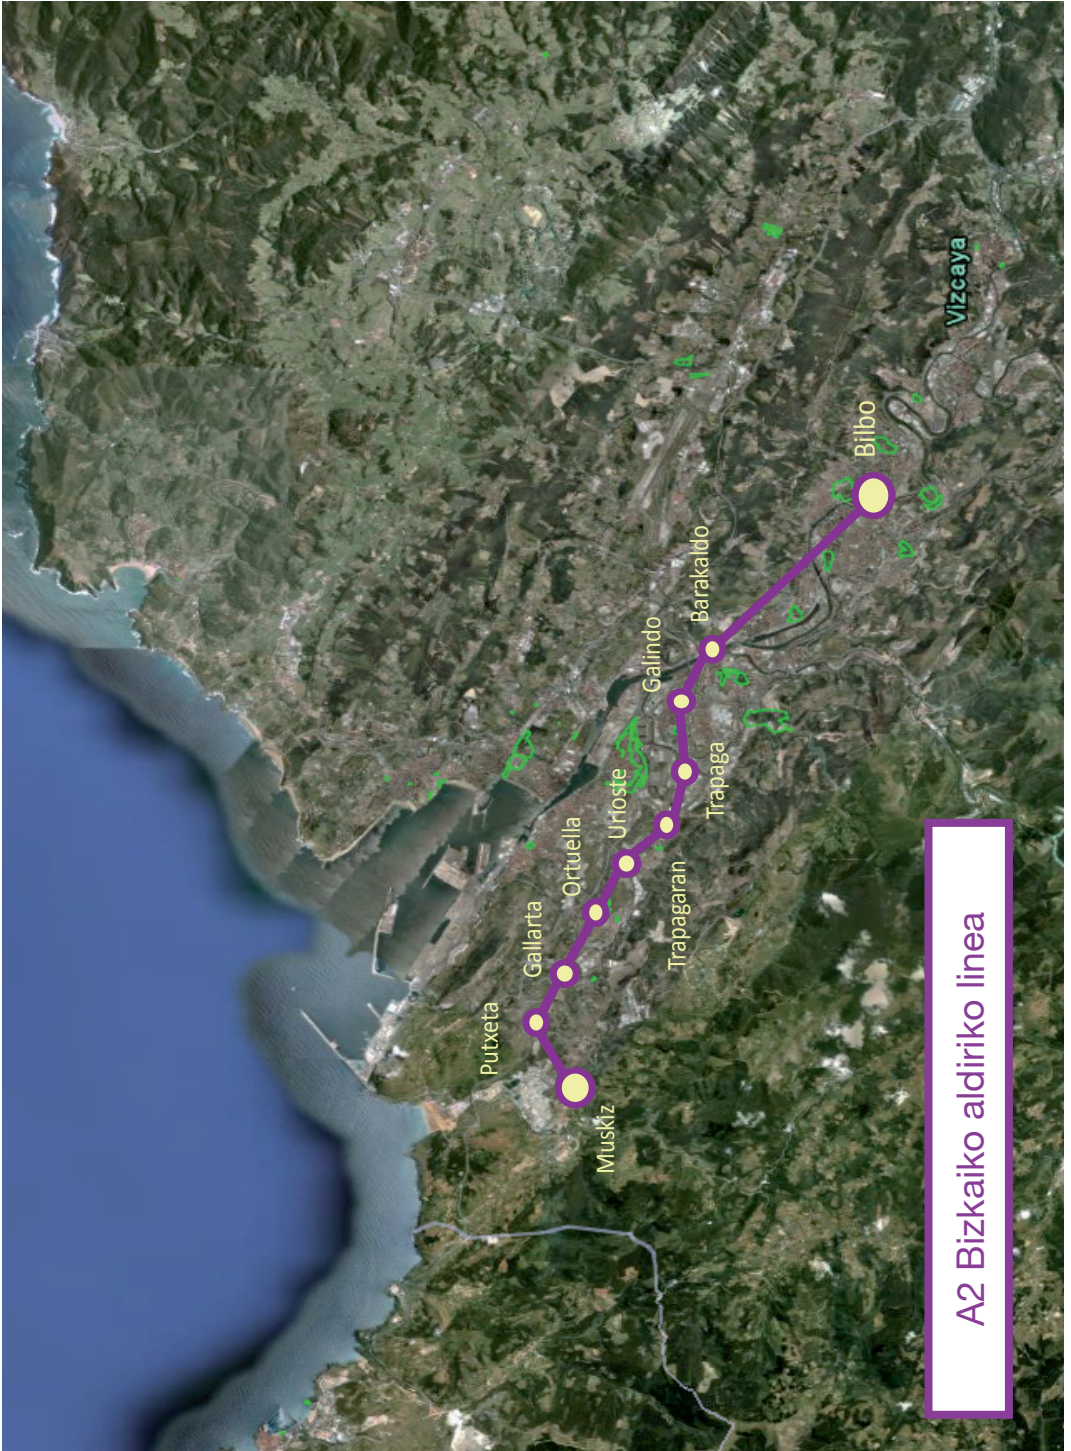 Muskiz
Putxeta
Gallarta
Ortuella
Urioste
Trapagaran
Trapaga
Galindo
Barakaldo
Bilbo
Vizcaya
A2 Bizkaiko aldiriko linea